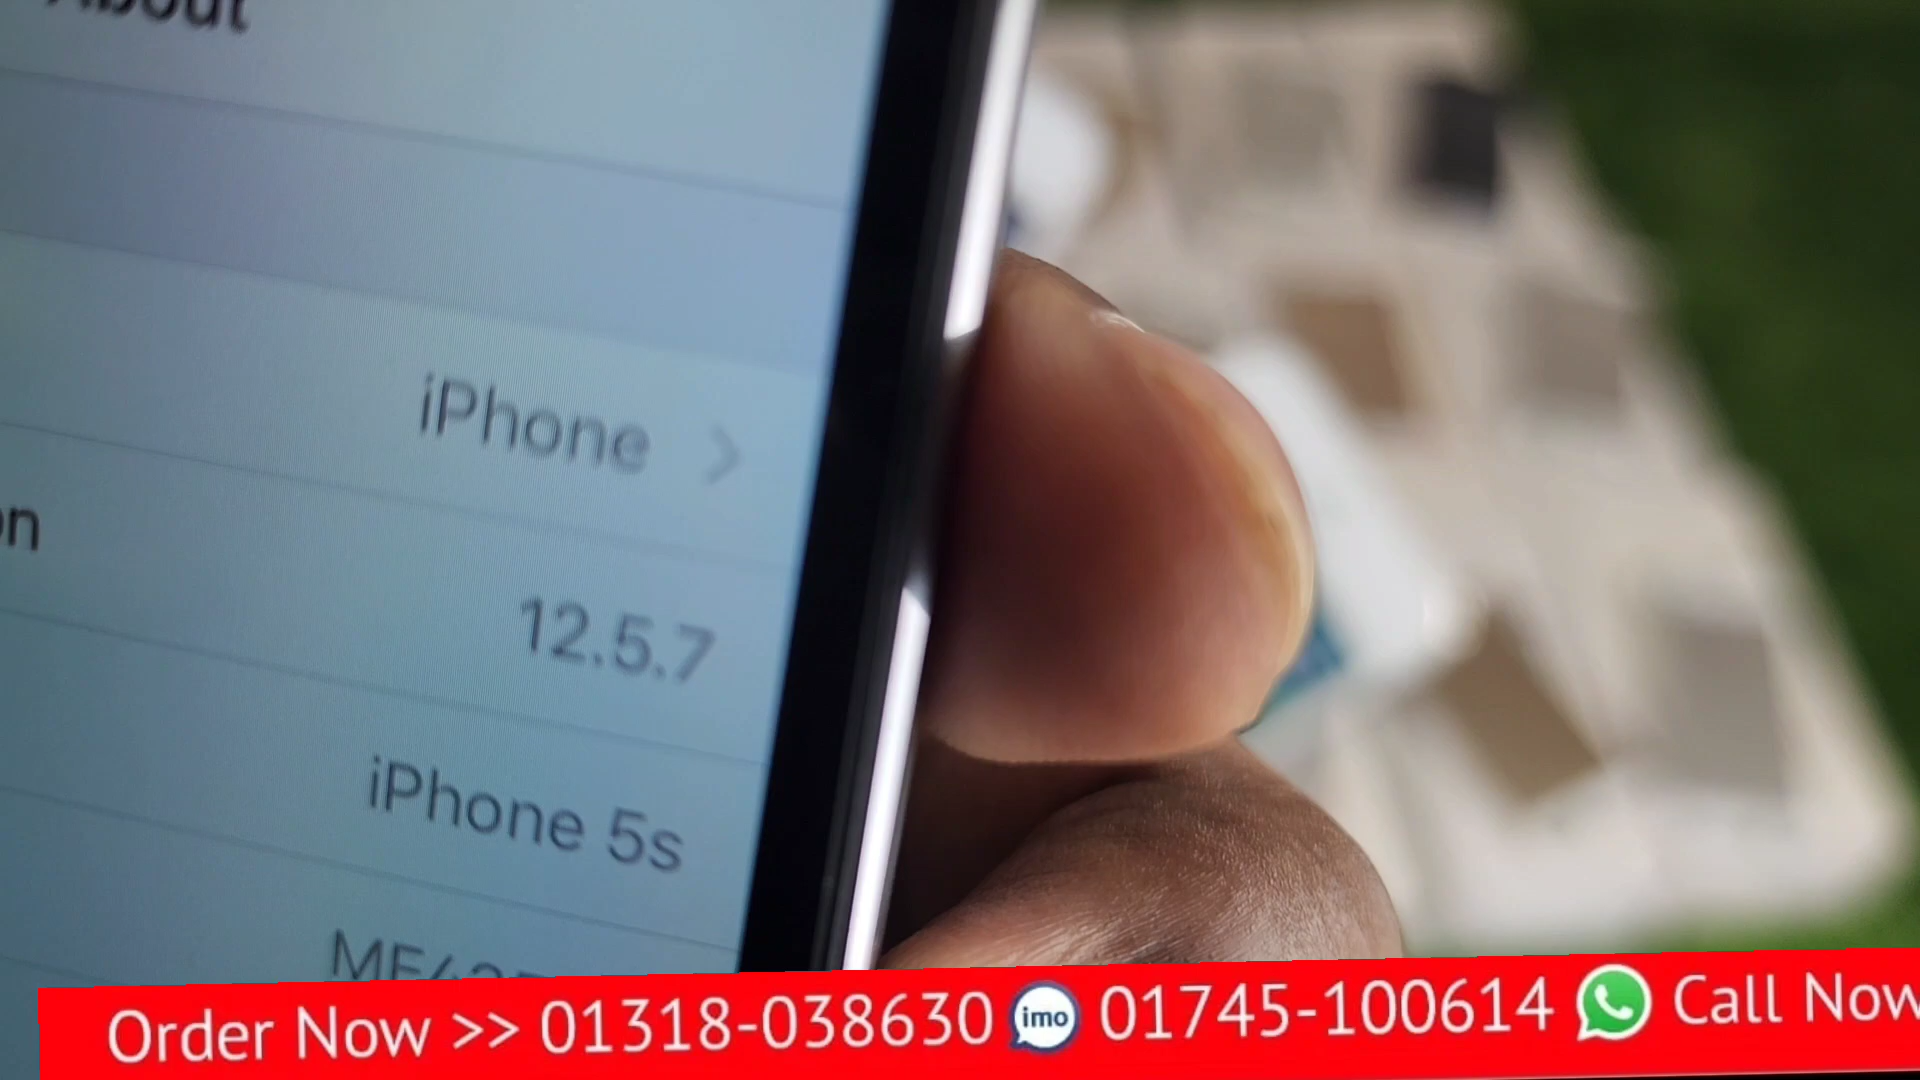 About
iPhone
on
12.5.7
iPhone 5s
Order Now >> 01318-038630 imo 01745-100614 Call Now